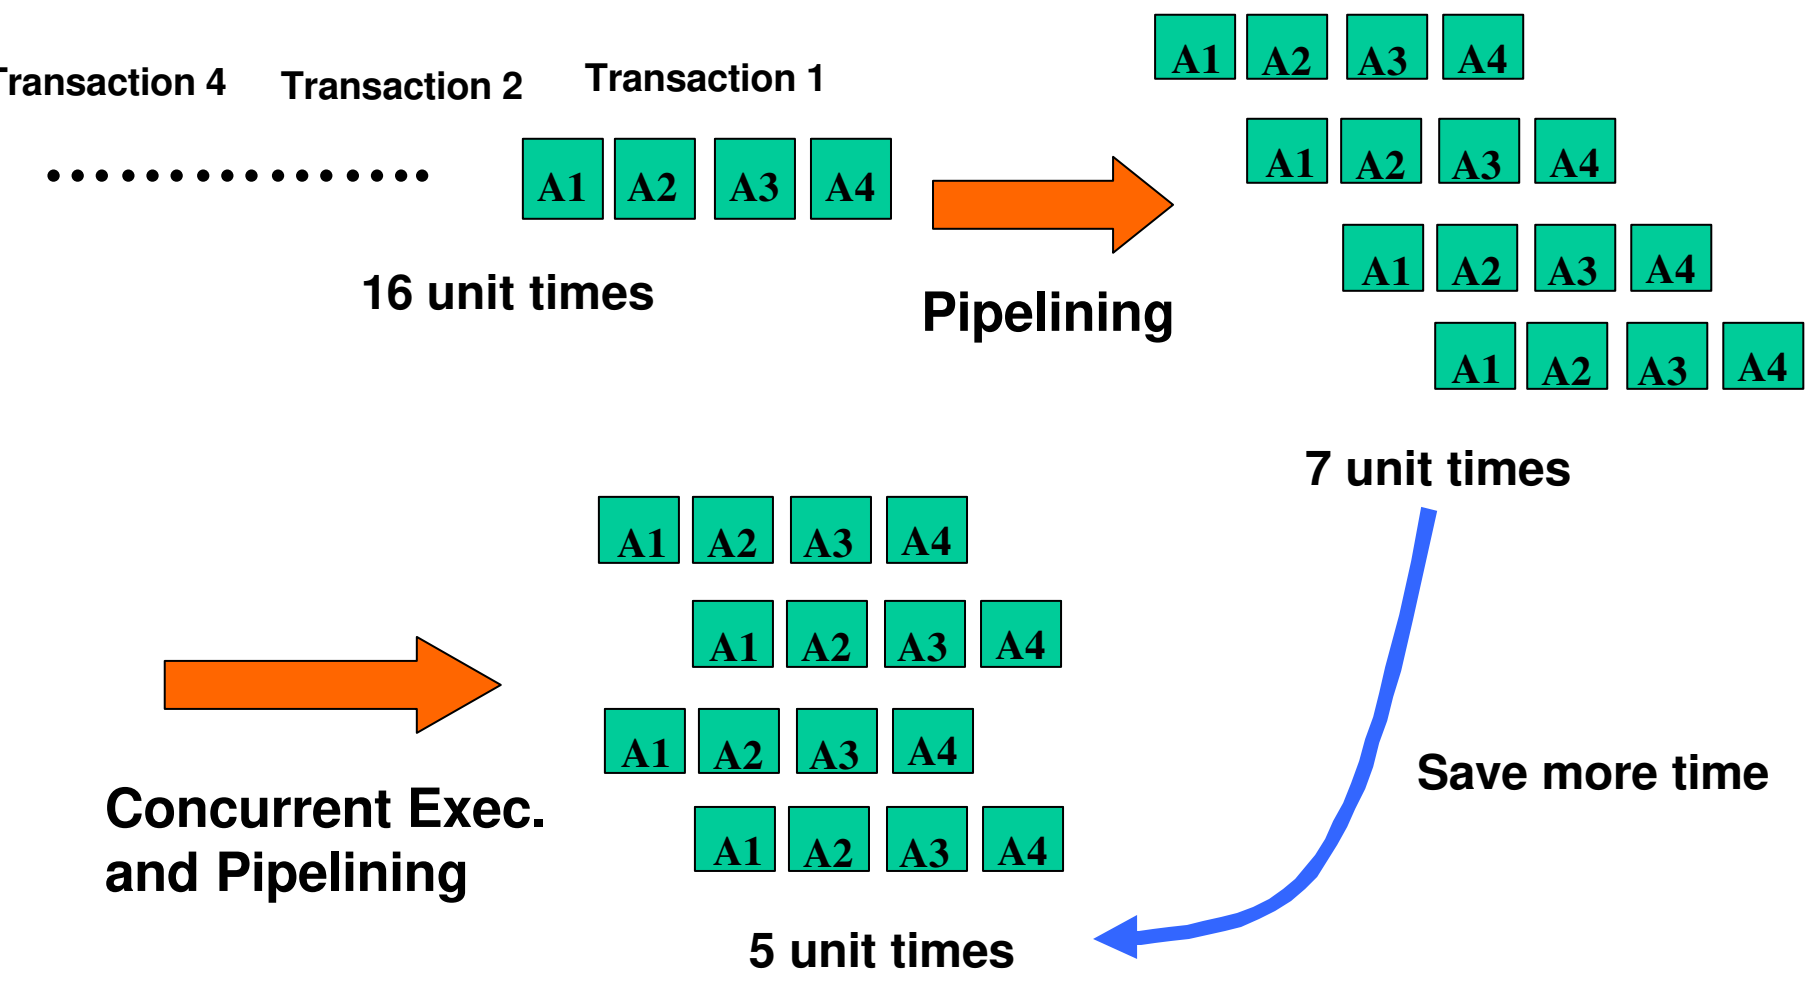 Transaction 4 Transaction 2 Transaction 1
A1 A2 A3 A4
16 unit times
Pipelining
A1 A2 A3 A4
A1 A2 A3 A4
A1 A2 A3 A4
A1 A2 A3 A4
7 unit times
Save more time
Concurrent Exec.
and Pipelining
A1 A2 A3 A4
A1 A2 A3 A4
A1 A2 A3 A4
A1 A2 A3 A4
5 unit times